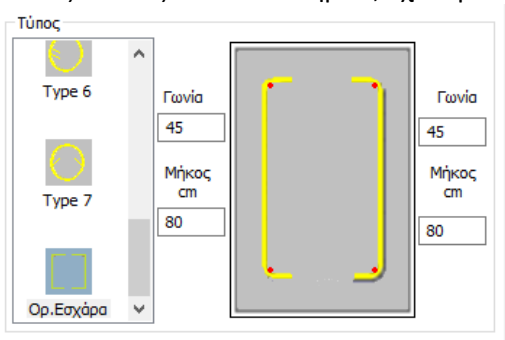 Τύπος
Type 6
Type 7
Ορ.Εσχάρα
Γωνία
45
Μήκος
cm
80
Γωνία
45
Μήκος
cm
80